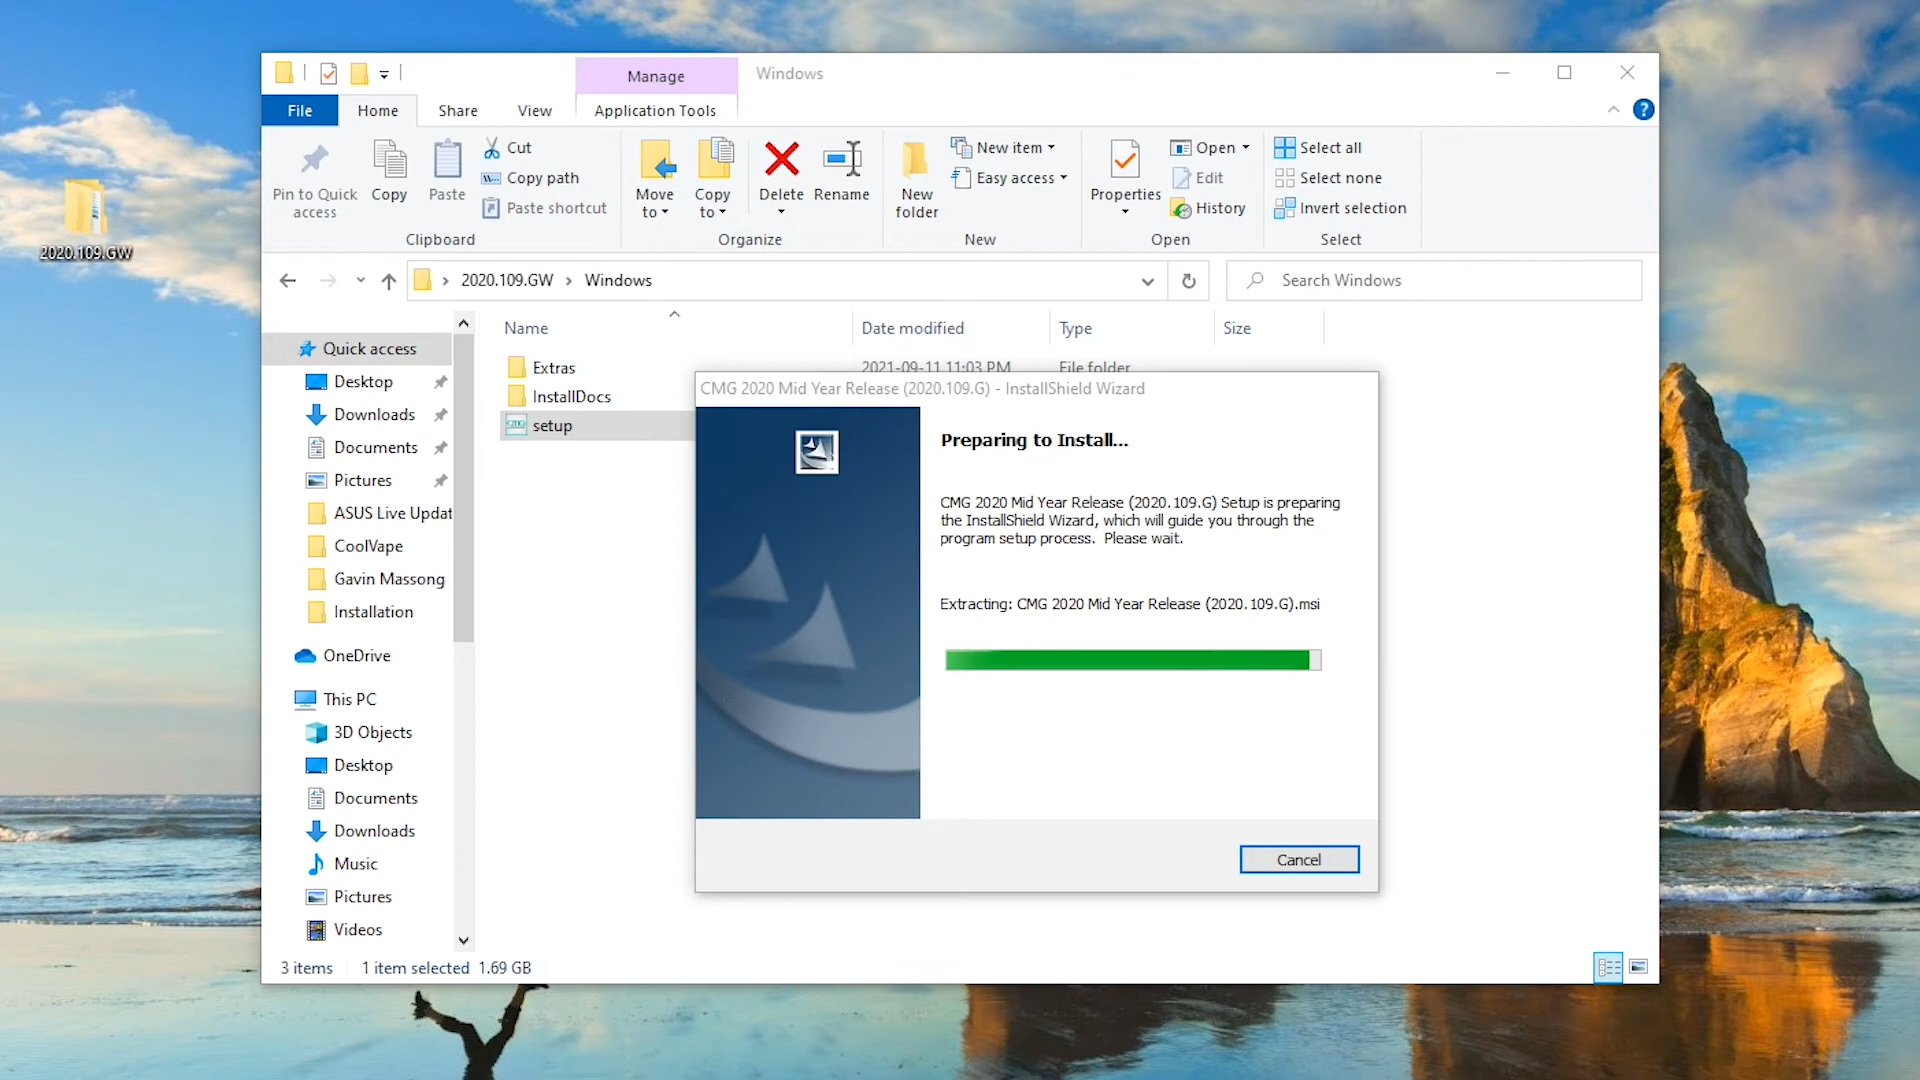 2020.109.GW
Manage
Windows
File
Home
Share
View
Application Tools
Pin to Quick access
Copy
Paste
Cut
Copy path
Paste shortcut
Clipboard
Move to
Copy to
Delete
Rename
Organize
New folder
New item
Easy access
New
Properties
Open
Edit
History
Open
Select all
Select none
Invert selection
Select
2020.109.GW > Windows
Search Windows
Name
Date modified
Type
Size
Quick access
Desktop
Downloads
Documents
Pictures
ASUS Live Updat
CoolVape
Gavin Massong
Installation
OneDrive
This PC
3D Objects
Desktop
Documents
Downloads
Music
Pictures
Videos
Extras
2021-09-11 11:03 PM
File folder
InstallDocs
CMG
setup
CMG 2020 Mid Year Release (2020.109.G) - InstallShield Wizard
Preparing to Install...
CMG 2020 Mid Year Release (2020.109.G) Setup is preparing
the InstallShield Wizard, which will guide you through the
program setup process. Please wait.
Extracting: CMG 2020 Mid Year Release (2020.109.G).msi
Cancel
3 items
1 item selected 1.69 GB